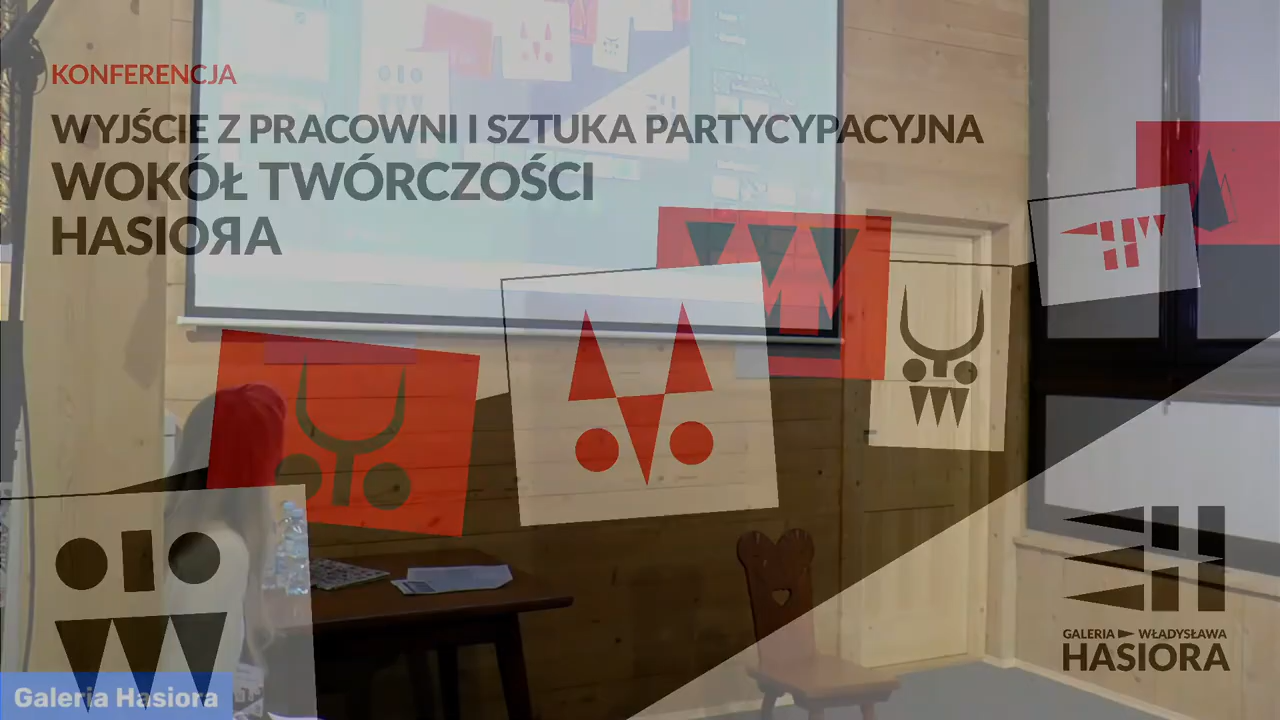 KONFERENCJA
WYJŚCIE Z PRACOWNI I SZTUKA PARTYCYPACYJNA
WOKÓŁ TWÓRCZOŚCI
HASIOЯA
GALERIA WŁADYSŁAWA
HASIORA
Galeria Hasiora